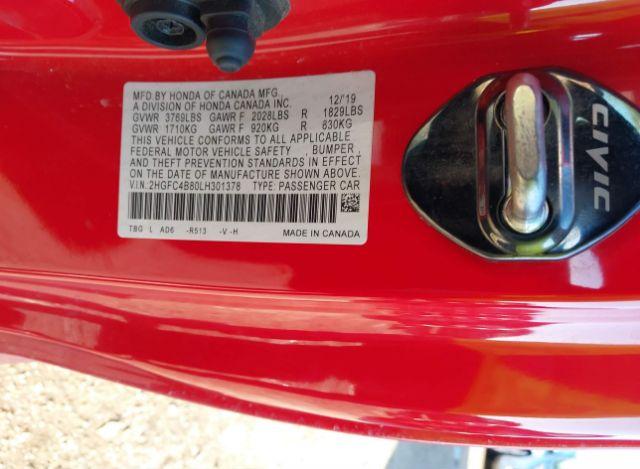 MFD BY HONDA OF CANADA MFG.,
A DIVISION OF HONDA CANADA INC. 12/'19
GVWR 3769LBS GAWR F 2028LBS R 1829LBS
GVWR 1710KG GAWR F 920KG R 830KG
THIS VEHICLE CONFORMS TO ALL APPLICABLE
FEDERAL MOTOR VEHICLE SAFETY, BUMPER,
AND THEFT PREVENTION STANDARDS IN EFFECT
ON THE DATE OF MANUFACTURE SHOWN ABOVE.
V.I.N.:2HGFC4B80LH301378 TYPE: PASSENGER CAR
TBG L AD6 -R513 -V -H MADE IN CANADA
CIVIC